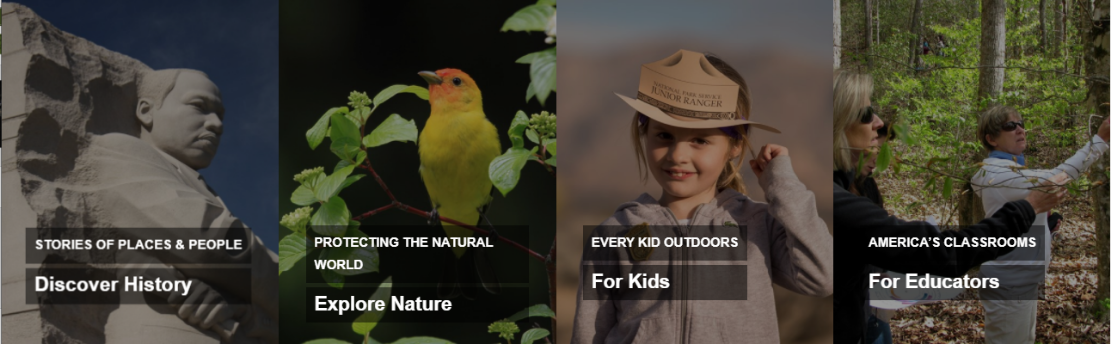 STORIES OF PLACES & PEOPLE
Discover History
PROTECTING THE NATURAL
WORLD
Explore Nature
NATIONAL PARK SERVICE
JUNIOR RANGER
EVERY KID OUTDOORS
For Kids
AMERICA'S CLASSROOMS
For Educators